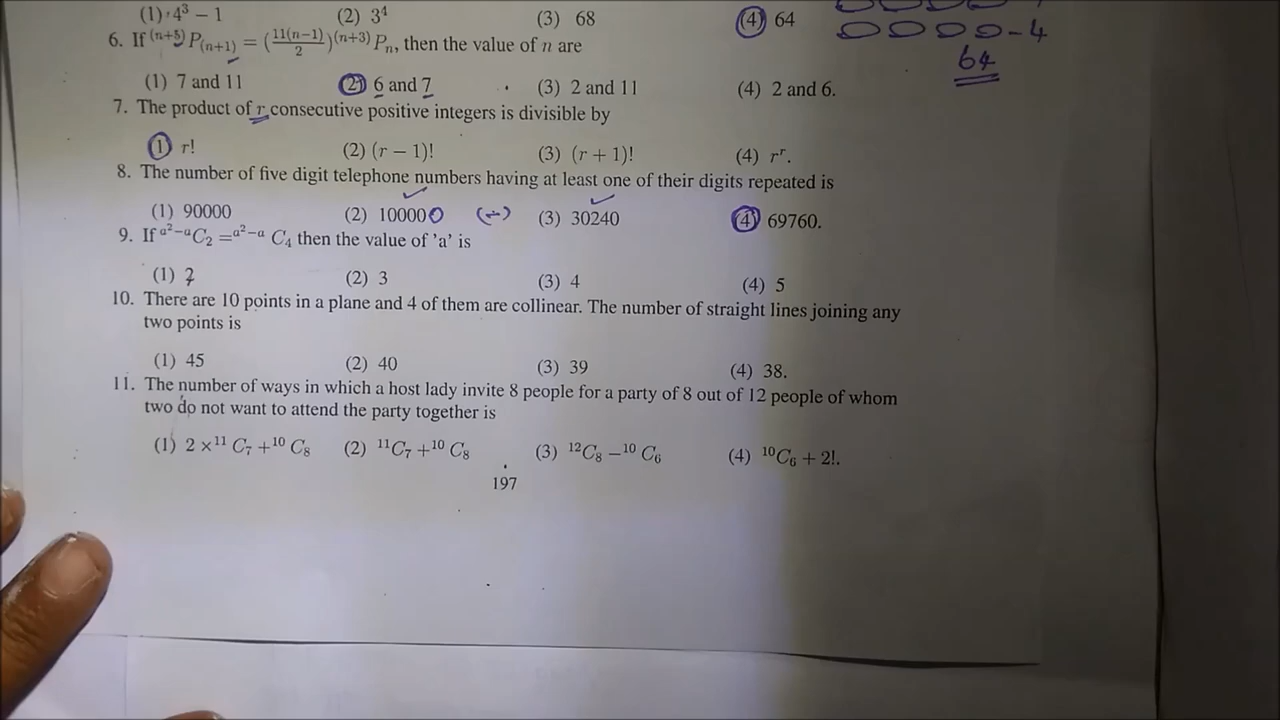 (1) 4³ − 1 (2) 3⁴ (3) 68 (4) 64
− 4
64
6. If ⁽ⁿ⁺⁵⁾P₍ₙ₊₁₎ = (11(n−1)/2)⁽ⁿ⁺³⁾Pₙ, then the value of n are
(1) 7 and 11 (2) 6 and 7 (3) 2 and 11 (4) 2 and 6.
7. The product of r consecutive positive integers is divisible by
(1) r! (2) (r − 1)! (3) (r + 1)! (4) rʳ.
8. The number of five digit telephone numbers having at least one of their digits repeated is
(1) 90000 (2) 100000 (−) (3) 30240 (4) 69760.
9. If ᵃ²⁻ᵃC₂ = ᵃ²⁻ᵃC₄ then the value of 'a' is
(1) 2 (2) 3 (3) 4 (4) 5
10. There are 10 points in a plane and 4 of them are collinear. The number of straight lines joining any
two points is
(1) 45 (2) 40 (3) 39 (4) 38.
11. The number of ways in which a host lady invite 8 people for a party of 8 out of 12 people of whom
two do not want to attend the party together is
(1) 2 × ¹¹C₇ + ¹⁰C₈ (2) ¹¹C₇ + ¹⁰C₈ (3) ¹²C₈ − ¹⁰C₆ (4) ¹⁰C₆ + 2!.
197